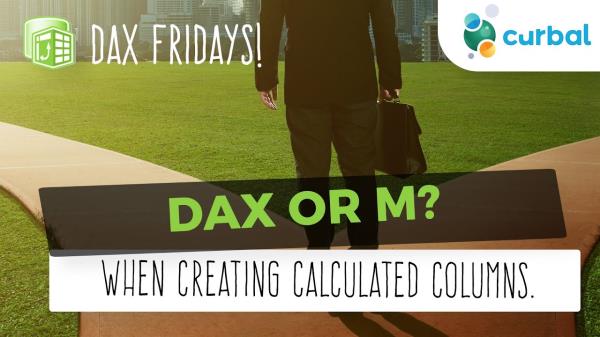 DAX FRIDAYS!
curbal
DAX OR M?
WHEN CREATING CALCULATED COLUMNS.